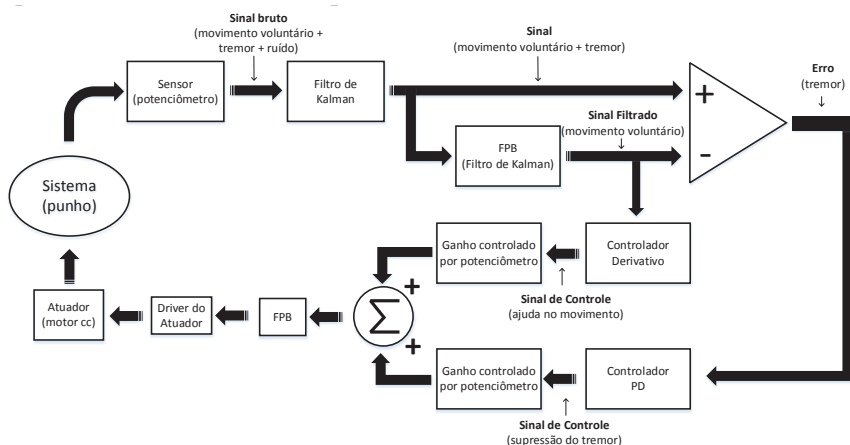 Sinal bruto
(movimento voluntário +
tremor + ruído)
Sinal
(movimento voluntário + tremor)
Erro
(tremor)
Sensor
(potenciômetro)
Filtro de
Kalman
+
-
Sinal Filtrado
(movimento voluntário)
FPB
(Filtro de Kalman)
Sistema
(punho)
Ganho controlado
por potenciômetro
Controlador
Derivativo
Sinal de Controle
(ajuda no movimento)
Atuador
(motor cc)
Driver do
Atuador
FPB
Σ
+
+
Ganho controlado
por potenciômetro
Controlador
PD
Sinal de Controle
(supressão do tremor)